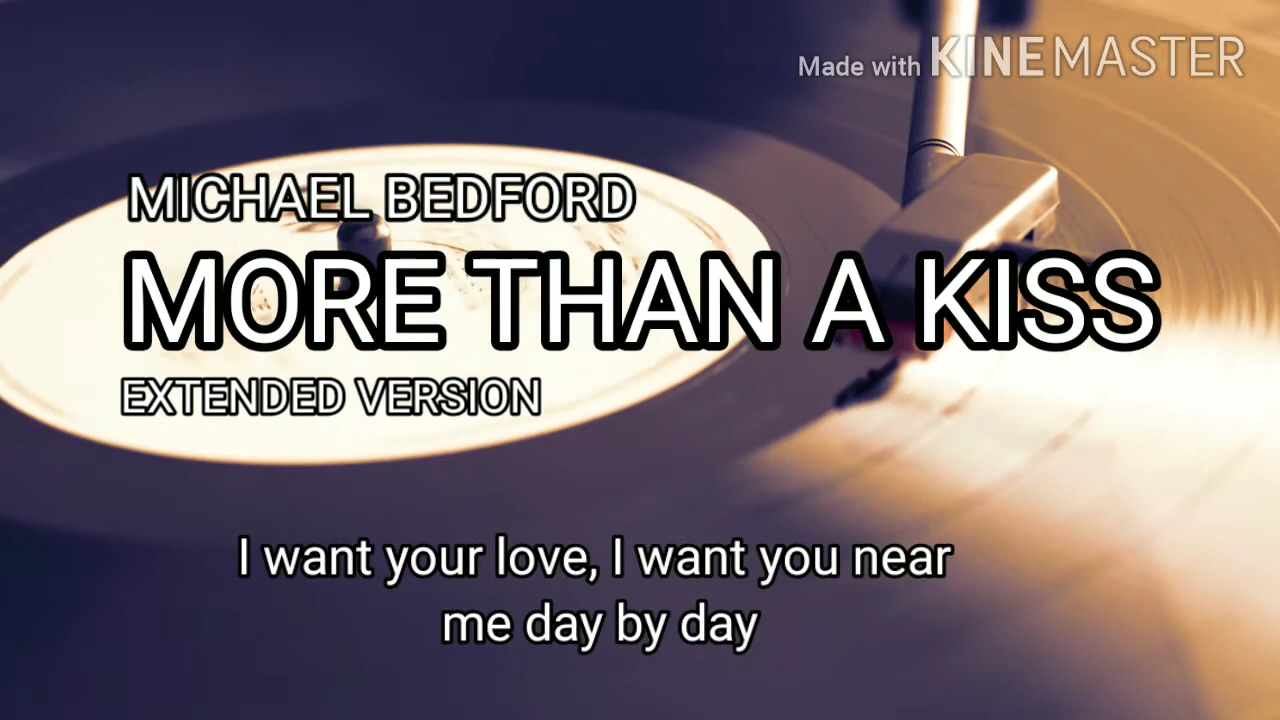 Made with KINEMASTER
MICHAEL BEDFORD
MORE THAN A KISS
EXTENDED VERSION
I want your love, I want you near
me day by day